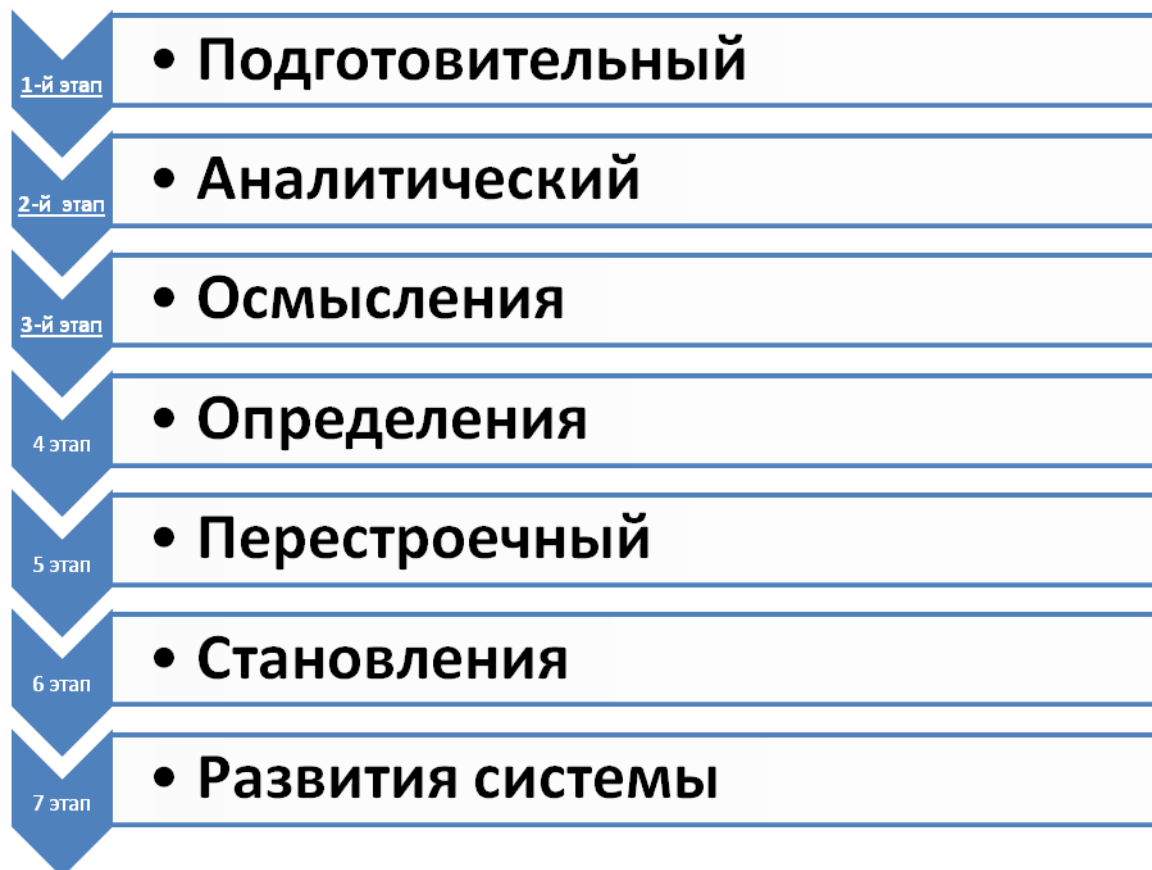 1-й этап
• Подготовительный
2-й  этап
• Аналитический
3-й этап
• Осмысления
4 этап
• Определения
5 этап
• Перестроечный
6 этап
• Становления
7 этап
• Развития системы